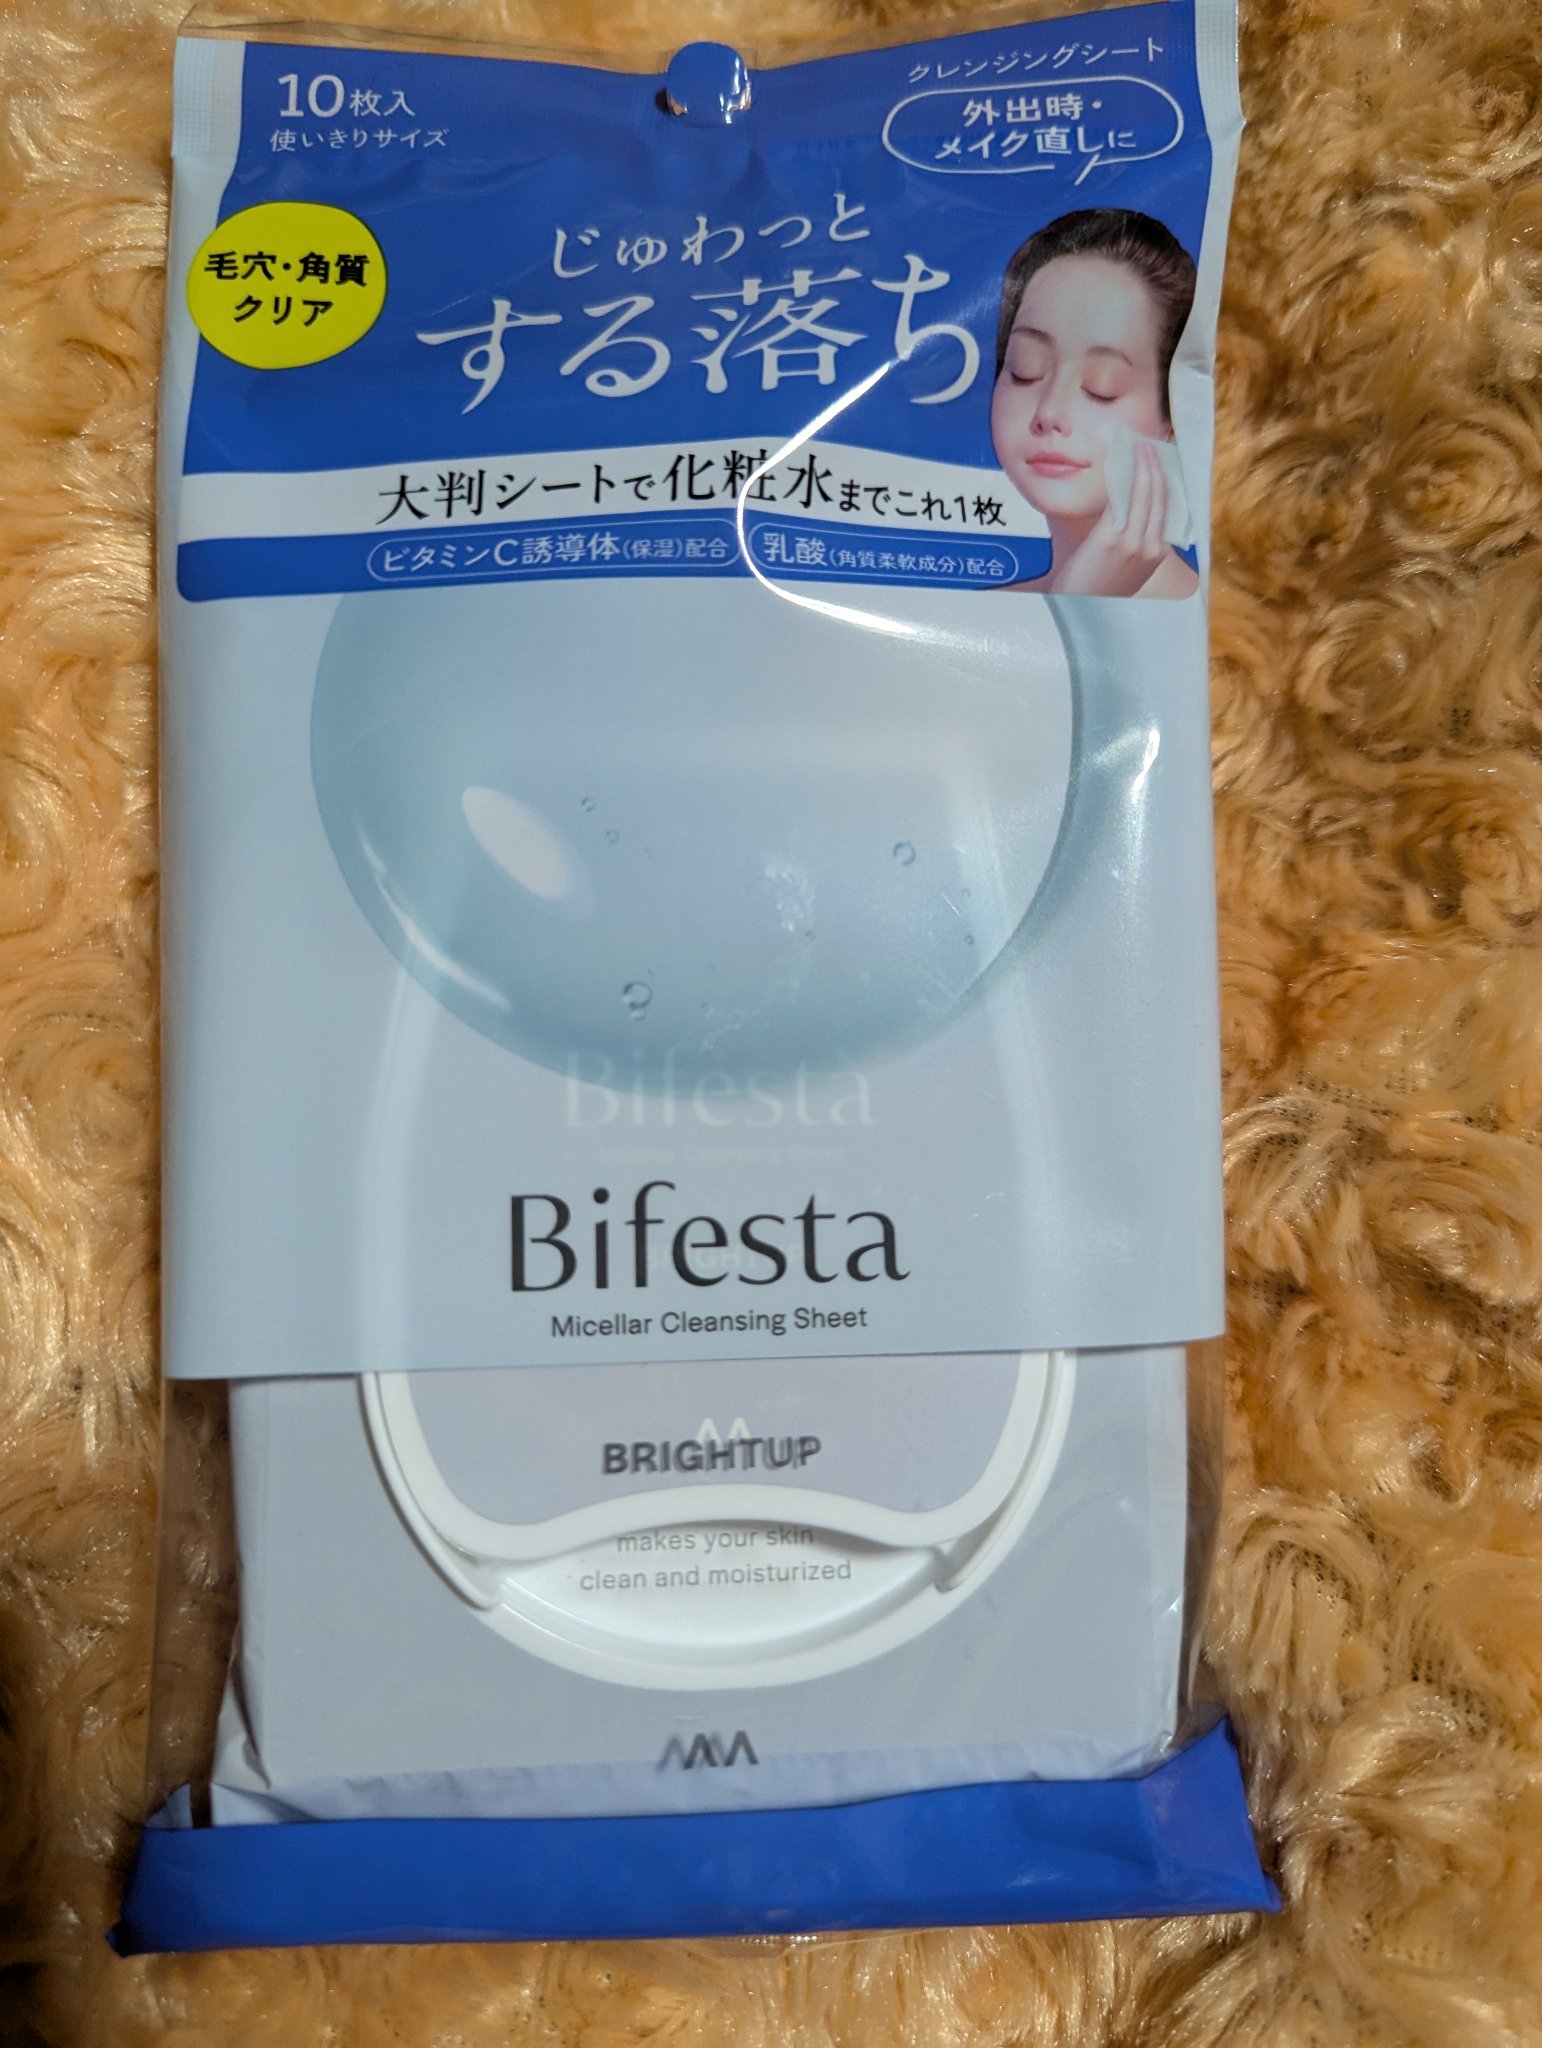 10枚入
使いきりサイズ
クレンジングシート
外出時・
メイク直しに
毛穴・角質
クリア
じゅわっと
する落ち
大判シートで化粧水までこれ1枚
ビタミンC誘導体(保湿)配合
乳酸(角質柔軟成分)配合
Bifesta
Bifesta
Micellar Cleansing Sheet
BRIGHTUP
makes your skin
clean and moisturized